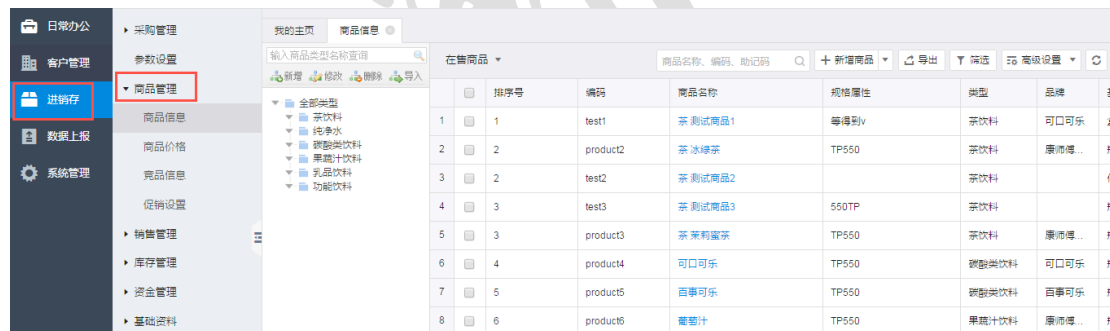 日常办公
客户管理
进销存
数据上报
系统管理
采购管理
参数设置
商品管理
商品信息
商品价格
竞品信息
促销设置
销售管理
库存管理
资金管理
基础资料
我的主页 商品信息
输入商品类型名称查询
新增 修改 删除 导入
全部类型
茶饮料
纯净水
碳酸类饮料
果蔬汁饮料
乳品饮料
功能饮料
在售商品 商品名称、编码、助记码 新增商品 导出 筛选 高级设置
排序号 编码 商品名称 规格属性 类型 品牌
1 1 test1 茶 测试商品1 等得到v 茶饮料 可口可乐
2 2 product2 茶 冰绿茶 TP550 茶饮料 康师傅...
3 2 test2 茶 测试商品2 茶饮料
4 3 test3 茶 测试商品3 550TP 茶饮料
5 3 product3 茶 茉莉蜜茶 TP550 茶饮料 康师傅...
6 4 product4 可口可乐 TP550 碳酸类饮料 可口可乐
7 5 product5 百事可乐 TP550 碳酸类饮料 百事可乐
8 6 product6 葡萄汁 TP550 果蔬汁饮料 康师傅...